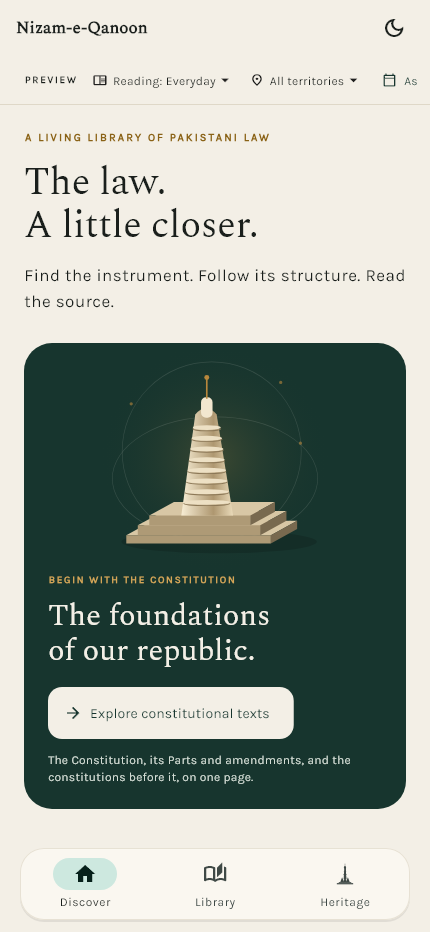 Nizam-e-Qanoon
PREVIEW Reading: Everyday All territories As
A LIVING LIBRARY OF PAKISTANI LAW
The law.
A little closer.
Find the instrument. Follow its structure. Read
the source.
BEGIN WITH THE CONSTITUTION
The foundations
of our republic.
Explore constitutional texts
The Constitution, its Parts and amendments, and the
constitutions before it, on one page.
Discover Library Heritage